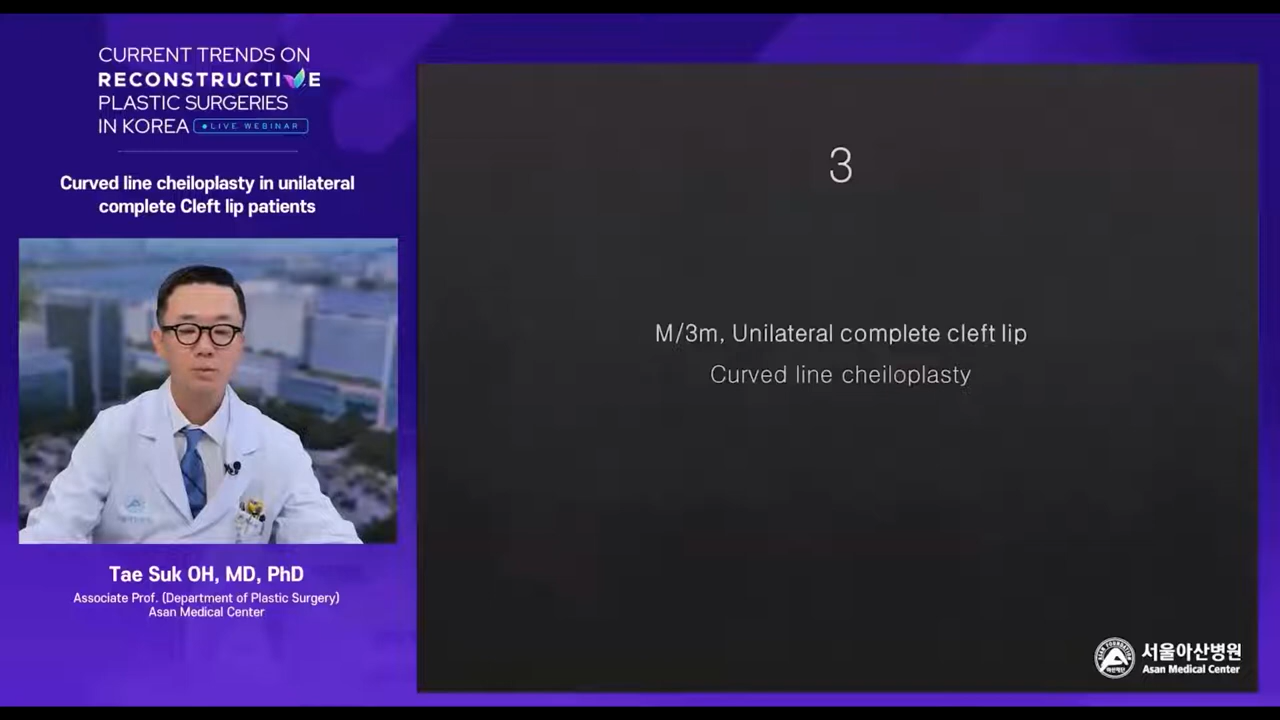 CURRENT TRENDS ON
RECONSTRUCTIVE
PLASTIC SURGERIES
IN KOREA LIVE WEBINAR
Curved line cheiloplasty in unilateral
complete Cleft lip patients
Tae Suk OH, MD, PhD
Associate Prof. (Department of Plastic Surgery)
Asan Medical Center
3
M/3m, Unilateral complete cleft lip
Curved line cheiloplasty
서울아산병원
Asan Medical Center